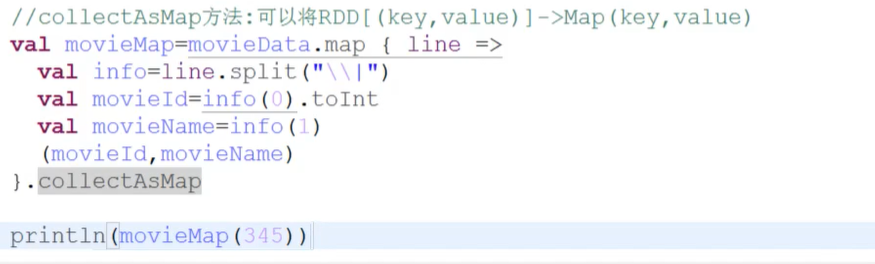 //collectAsMap方法:可以将RDD[(key,value)]->Map(key,value)
val movieMap=movieData.map { line =>
  val info=line.split("\\|")
  val movieId=info(0).toInt
  val movieName=info(1)
  (movieId,movieName)
}.collectAsMap
println(movieMap(345))